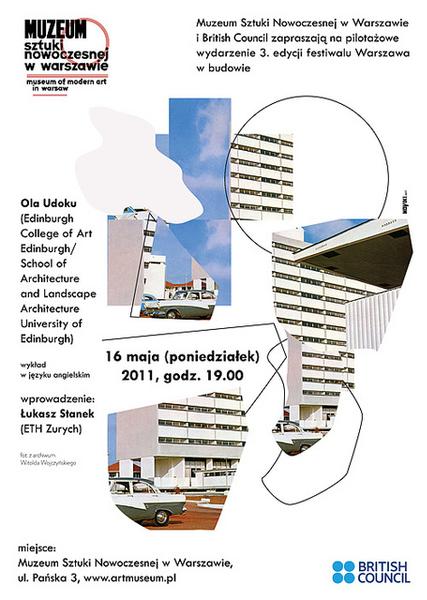 MUZEUM
sztuki
nowoczesnej
w warszawie
museum of modern art
in warsaw
Muzeum Sztuki Nowoczesnej w Warszawie
i British Council zapraszają na pilotażowe
wydarzenie 3. edycji festiwalu Warszawa
w budowie
Ola Udoku
(Edinburgh
College of Art
Edinburgh/
School of
Architecture
and Landscape
Architecture
University of
Edinburgh)
wykład
w języku angielskim
wprowadzenie:
Łukasz Stanek
(ETH Zurych)
fot. z archiwum
Witolda Wojczyńskiego
16 maja (poniedziałek)
2011, godz. 19.00
miejsce:
Muzeum Sztuki Nowoczesnej w Warszawie,
ul. Pańska 3, www.artmuseum.pl
BRITISH
COUNCIL